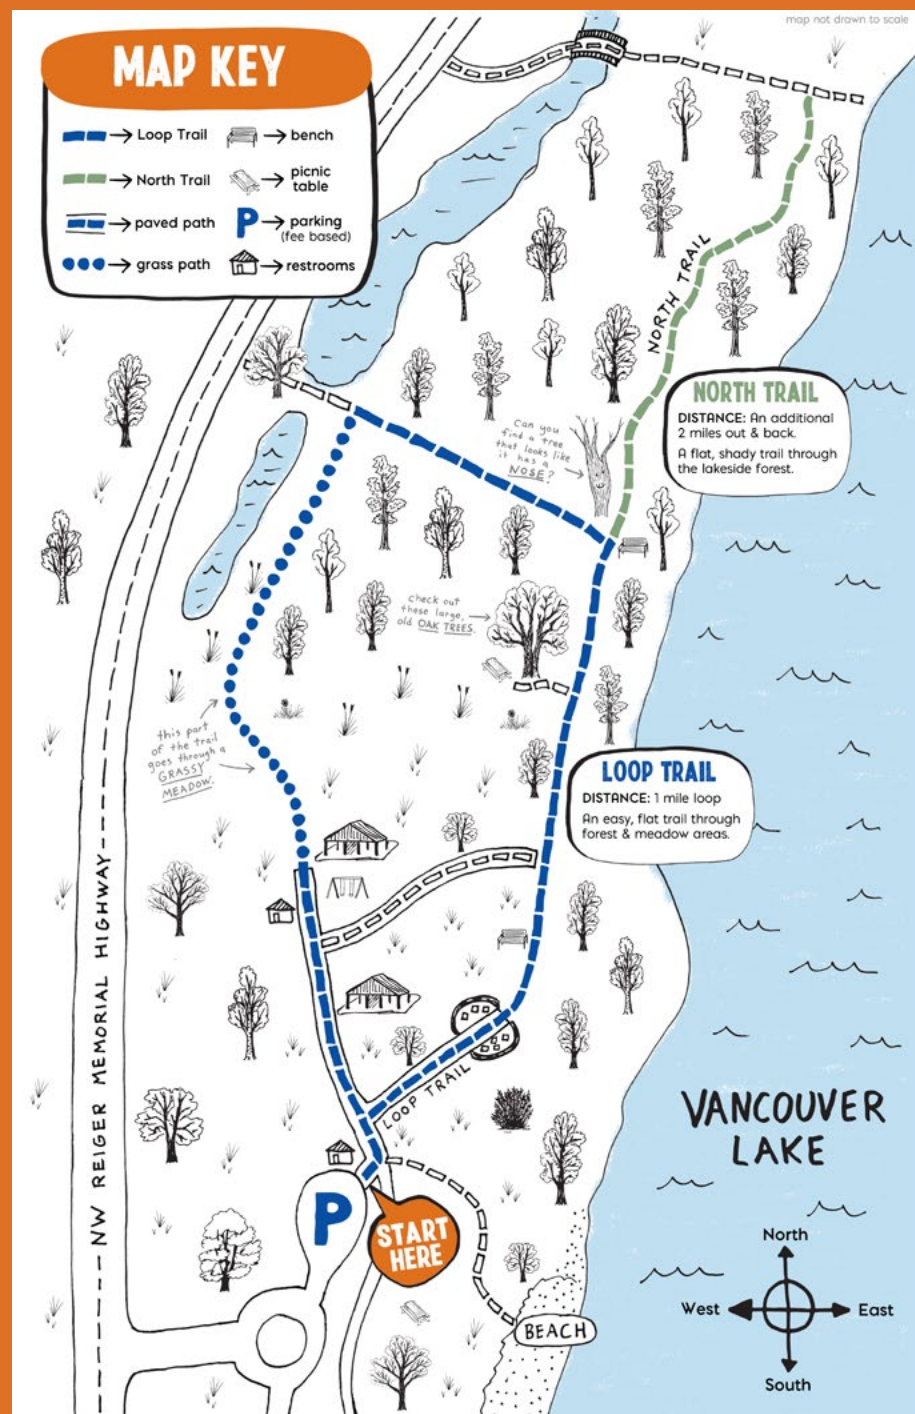 map not drawn to scale
MAP KEY
Loop Trail
bench
North Trail
picnic
table
paved path
P
parking
(fee based)
grass path
restrooms
NORTH TRAIL
NORTH TRAIL
DISTANCE: An additional
2 miles out & back.
A flat, shady trail through
the lakeside forest.
Can you
find a tree
that looks like
it has a
NOSE?
check out
these large,
old OAK TREES.
this part
of the trail
goes through a
GRASSY
MEADOW.
LOOP TRAIL
DISTANCE: 1 mile loop
An easy, flat trail through
forest & meadow areas.
NW REIGER MEMORIAL HIGHWAY
LOOP TRAIL
VANCOUVER
LAKE
P
START
HERE
BEACH
North
West
East
South